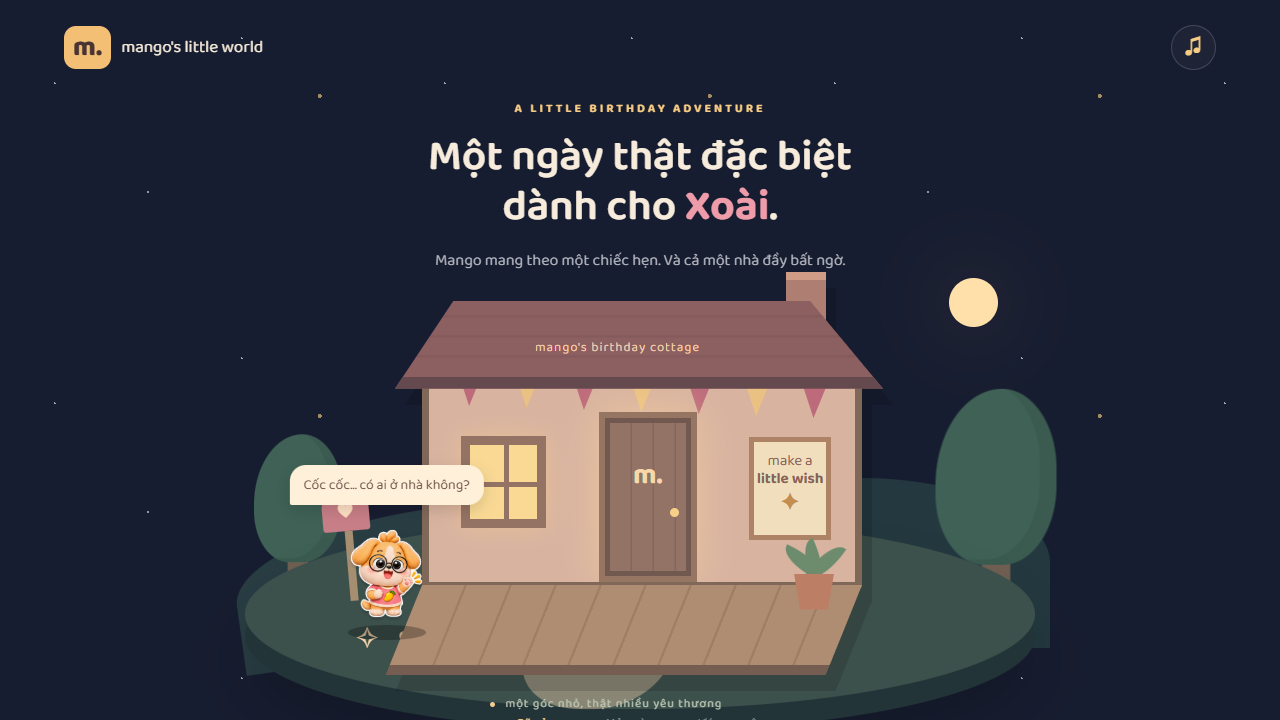 m. mango's little world
A LITTLE BIRTHDAY ADVENTURE
Một ngày thật đặc biệt
dành cho Xoài.
Mango mang theo một chiếc hẹn. Và cả một nhà đầy bất ngờ.
mango's birthday cottage
make a
little wish
m.
Cốc cốc... có ai ở nhà không?
một góc nhỏ, thật nhiều yêu thương